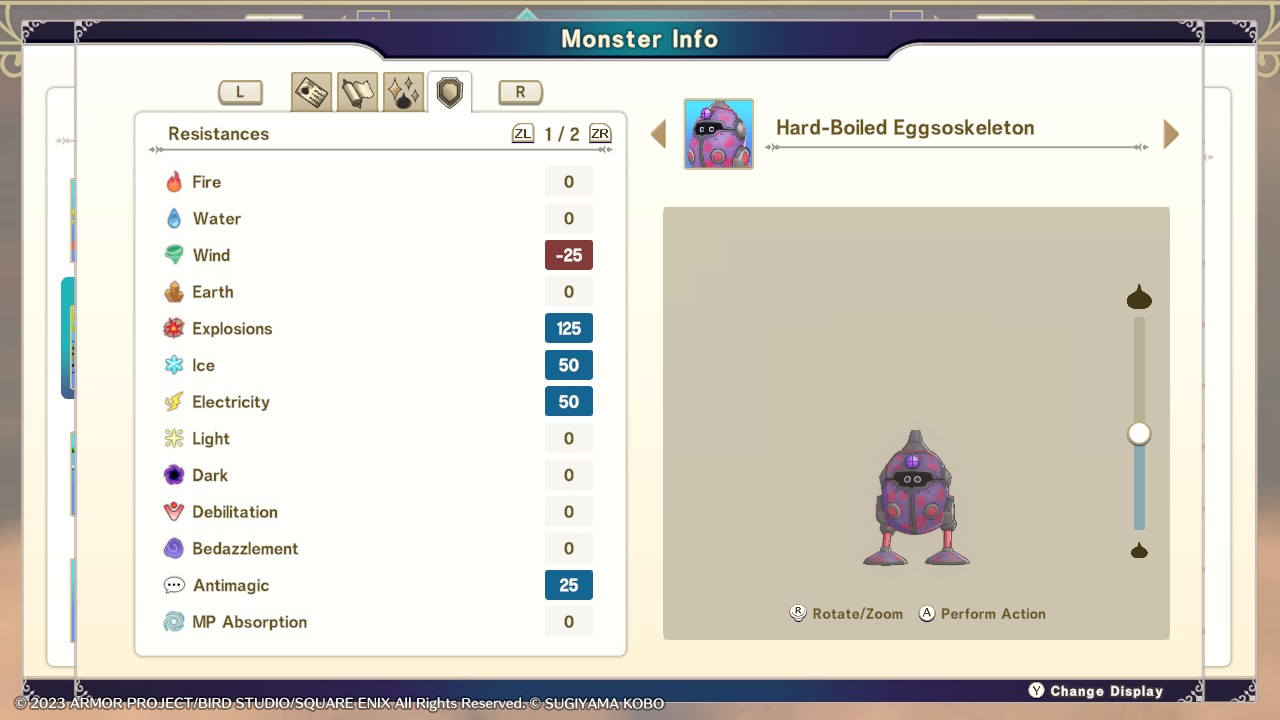 Monster Info
L
R
Resistances
ZL 1 / 2 ZR
Hard-Boiled Eggsoskeleton
Fire 0
Water 0
Wind -25
Earth 0
Explosions 125
Ice 50
Electricity 50
Light 0
Dark 0
Debilitation 0
Bedazzlement 0
Antimagic 25
MP Absorption 0
R Rotate/Zoom A Perform Action
Y Change Display
© 2023 ARMOR PROJECT/BIRD STUDIO/SQUARE ENIX All Rights Reserved. © SUGIYAMA KOBO